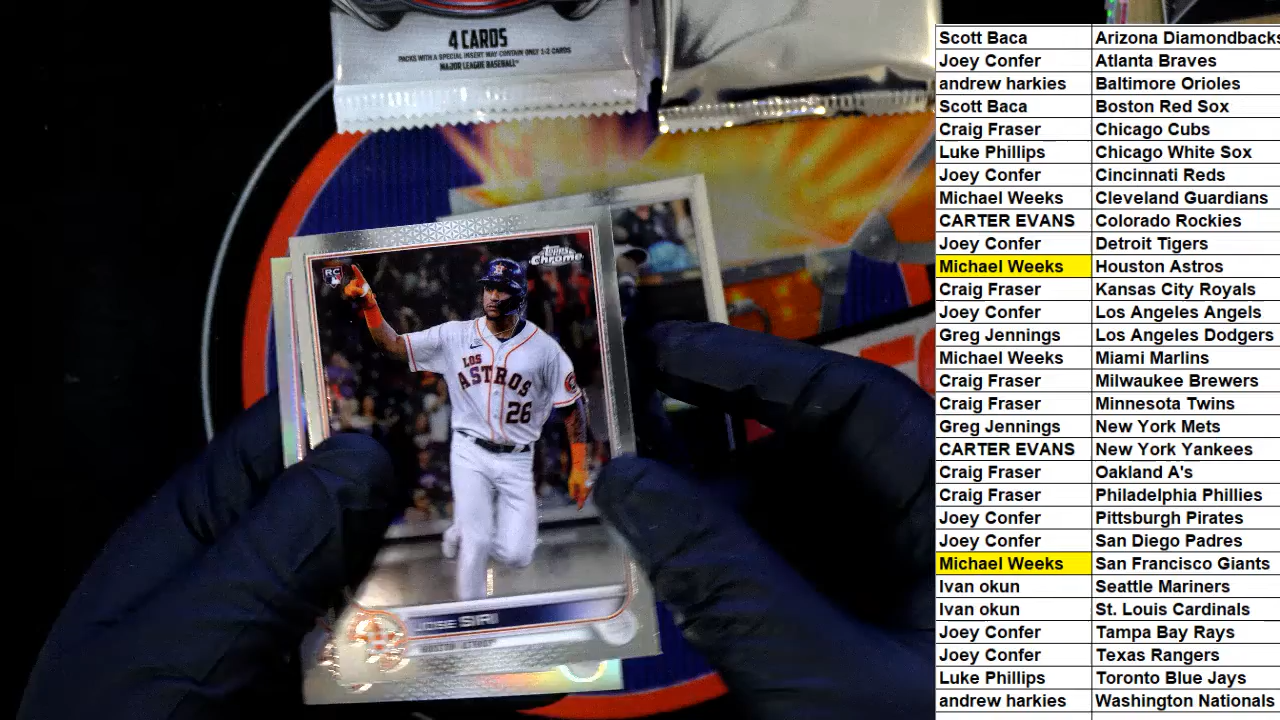 4 CARDS
PACKS WITH A SPECIAL INSERT MAY CONTAIN ONLY 1-2 CARDS
MAJOR LEAGUE BASEBALL
RC
Topps
Chrome
LOS
ASTROS
26
JOSE SIRI
HOUSTON ASTROS
Scott Baca Arizona Diamondbacks
Joey Confer Atlanta Braves
andrew harkies Baltimore Orioles
Scott Baca Boston Red Sox
Craig Fraser Chicago Cubs
Luke Phillips Chicago White Sox
Joey Confer Cincinnati Reds
Michael Weeks Cleveland Guardians
CARTER EVANS Colorado Rockies
Joey Confer Detroit Tigers
Michael Weeks Houston Astros
Craig Fraser Kansas City Royals
Joey Confer Los Angeles Angels
Greg Jennings Los Angeles Dodgers
Michael Weeks Miami Marlins
Craig Fraser Milwaukee Brewers
Craig Fraser Minnesota Twins
Greg Jennings New York Mets
CARTER EVANS New York Yankees
Craig Fraser Oakland A's
Craig Fraser Philadelphia Phillies
Joey Confer Pittsburgh Pirates
Joey Confer San Diego Padres
Michael Weeks San Francisco Giants
Ivan okun Seattle Mariners
Ivan okun St. Louis Cardinals
Joey Confer Tampa Bay Rays
Joey Confer Texas Rangers
Luke Phillips Toronto Blue Jays
andrew harkies Washington Nationals